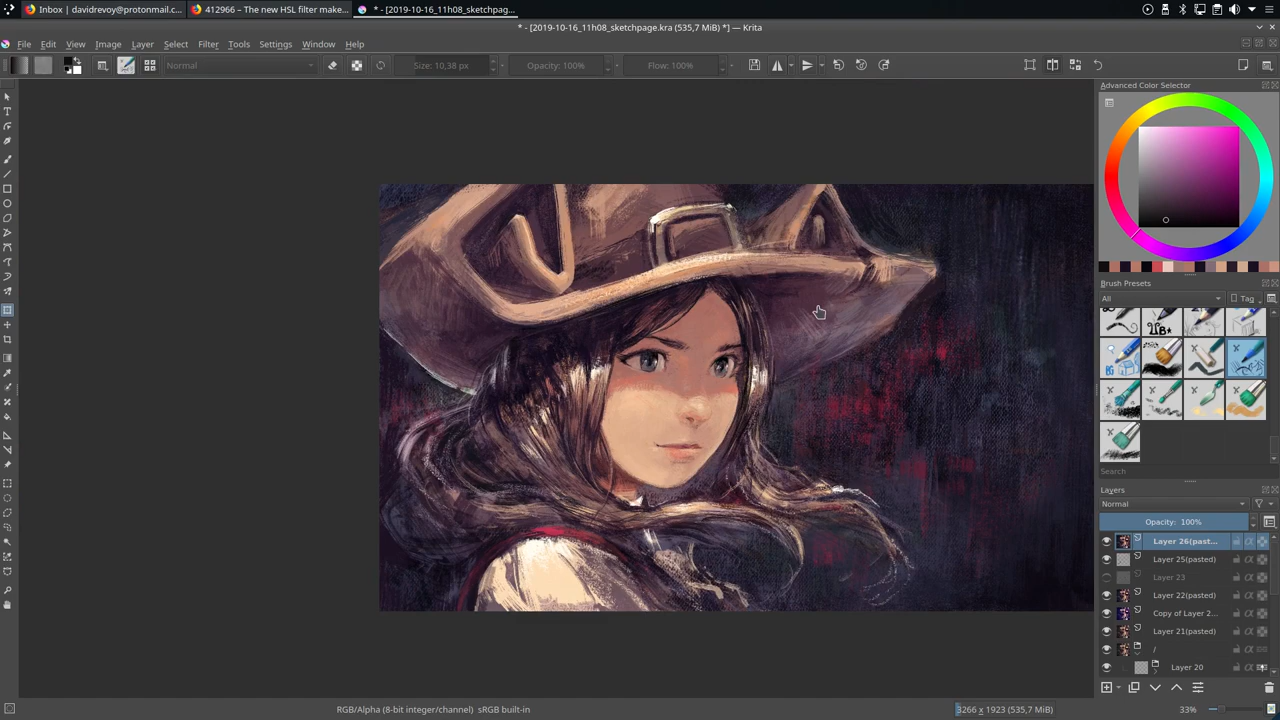 Inbox | davidrevoy@protonmail.c...
412966 – The new HSL filter make...
* - [2019-10-16_11h08_sketchpag...
* - [2019-10-16_11h08_sketchpage.kra (535,7 MiB) *] — Krita
File Edit View Image Layer Select Filter Tools Settings Window Help
Normal
Size: 10,38 px
Opacity: 100%
Flow: 100%
Advanced Color Selector
Brush Presets
All
Tag
Search
Layers
Normal
Opacity: 100%
Layer 26(past...
Layer 25(pasted)
Layer 23
Layer 22(pasted)
Copy of Layer 2...
Layer 21(pasted)
/
Layer 20
RGB/Alpha (8-bit integer/channel) sRGB built-in
3266 x 1923 (535,7 MiB)
33%